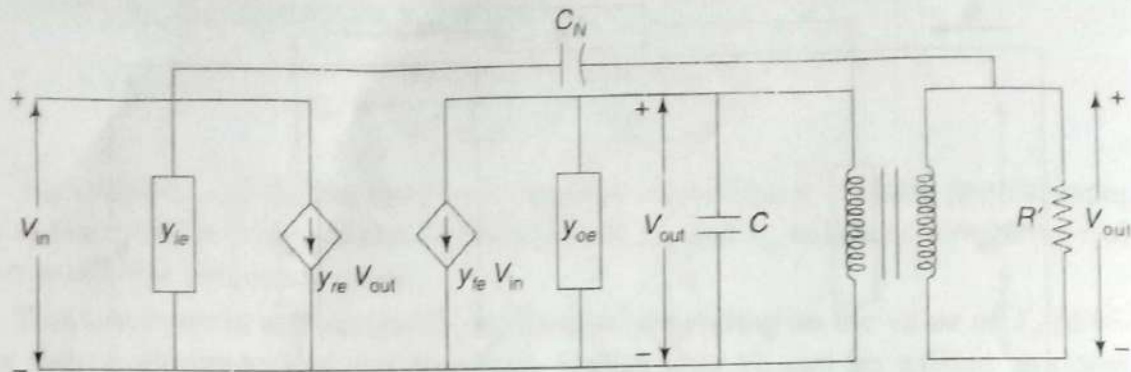 C_N
+
+
+
V_in
y_ie
y_re V_out
y_fe V_in
y_oe
V_out
C
R'
V_out
−
−
−